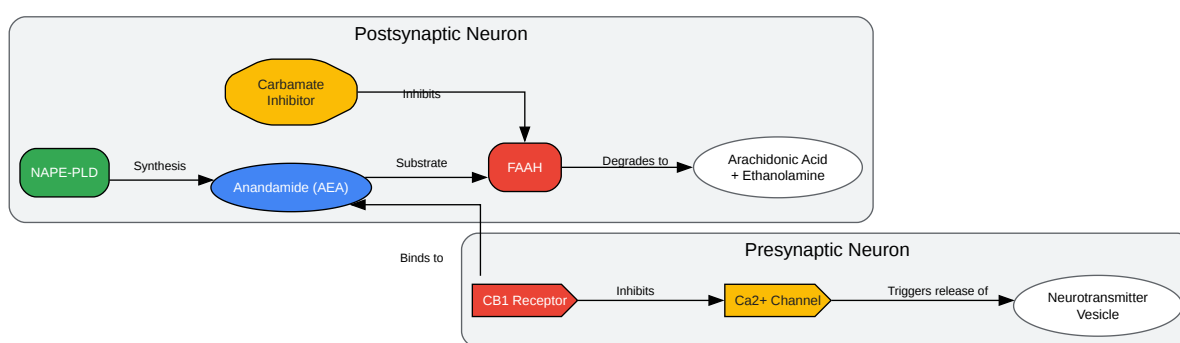 Postsynaptic Neuron
Carbamate
Inhibitor
Inhibits
NAPE-PLD
Synthesis
Anandamide (AEA)
Substrate
FAAH
Degrades to
Arachidonic Acid
+ Ethanolamine
Binds to
Presynaptic Neuron
CB1 Receptor
Inhibits
Ca2+ Channel
Triggers release of
Neurotransmitter
Vesicle